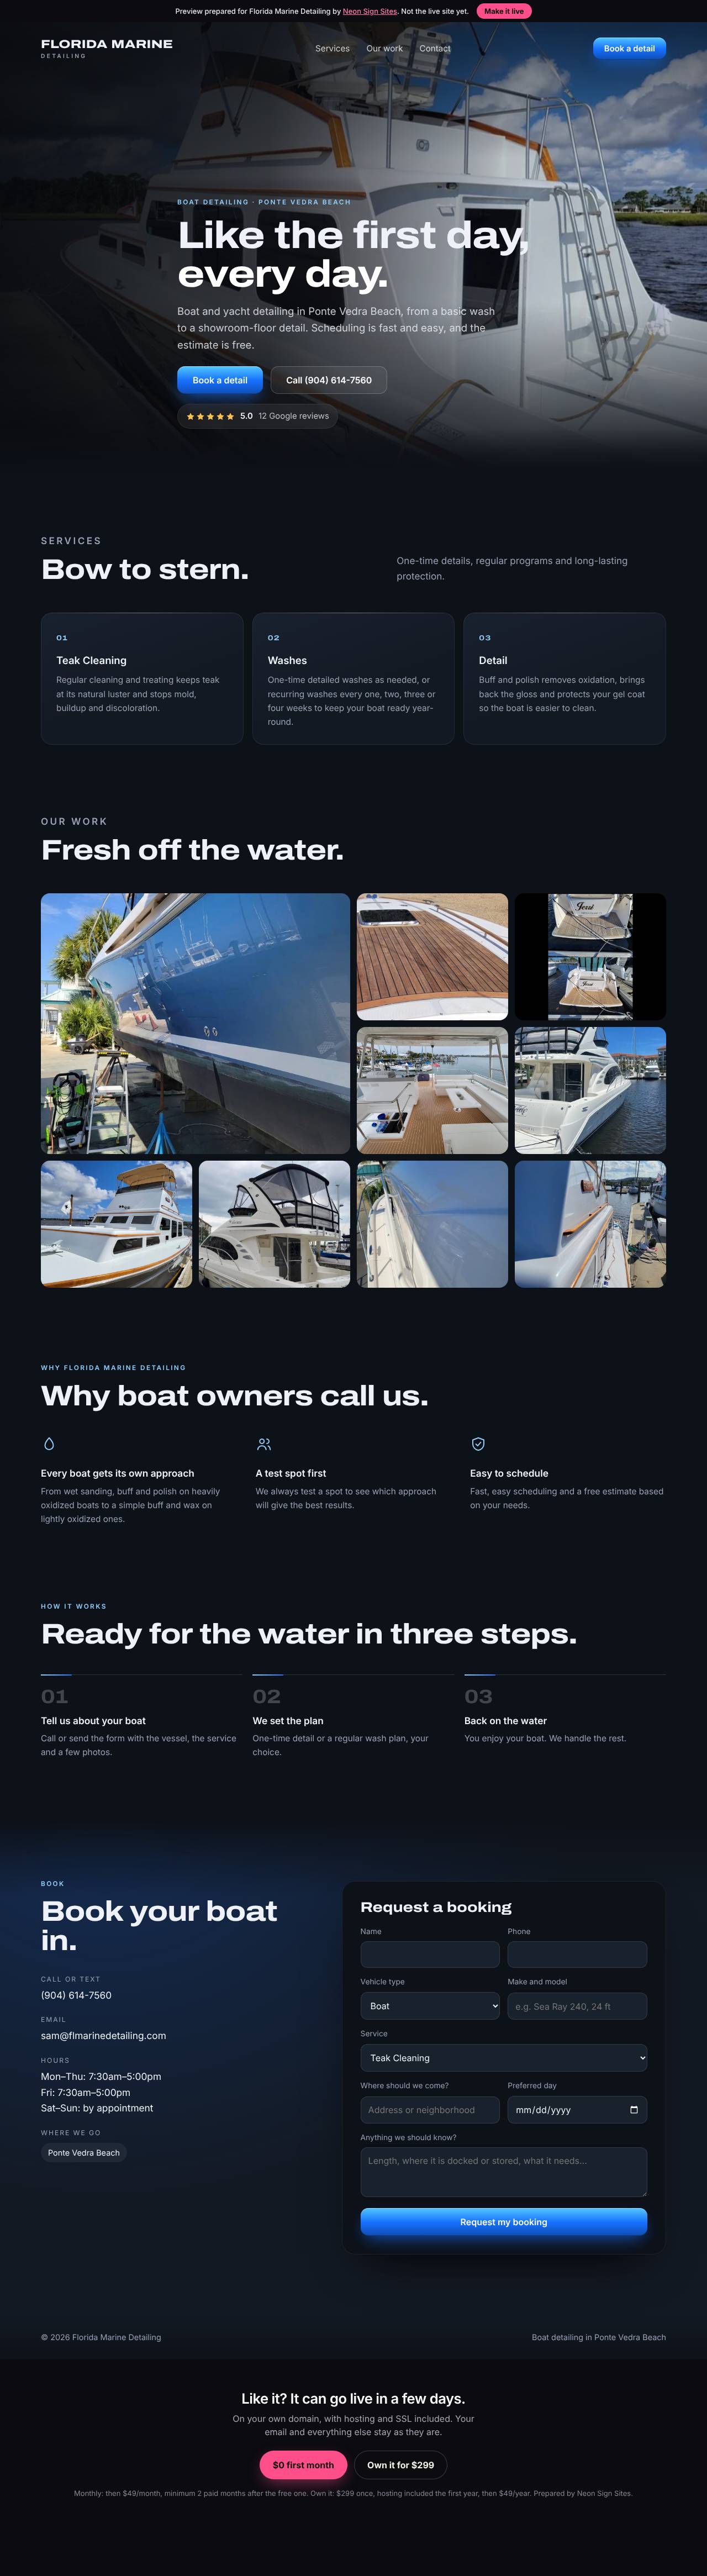 Preview prepared for Florida Marine Detailing by Neon Sign Sites. Not the live site yet. Make it live
FLORIDA MARINE
DETAILING
Services Our work Contact
Book a detail
BOAT DETAILING · PONTE VEDRA BEACH
Like the first day,
every day.
Boat and yacht detailing in Ponte Vedra Beach, from a basic wash
to a showroom-floor detail. Scheduling is fast and easy, and the
estimate is free.
Book a detail Call (904) 614-7560
★★★★★ 5.0 12 Google reviews
SERVICES
Bow to stern.
One-time details, regular programs and long-lasting
protection.
01
Teak Cleaning
Regular cleaning and treating keeps teak
at its natural luster and stops mold,
buildup and discoloration.
02
Washes
One-time detailed washes as needed, or
recurring washes every one, two, three or
four weeks to keep your boat ready year-
round.
03
Detail
Buff and polish removes oxidation, brings
back the gloss and protects your gel coat
so the boat is easier to clean.
OUR WORK
Fresh off the water.
WHY FLORIDA MARINE DETAILING
Why boat owners call us.
Every boat gets its own approach
From wet sanding, buff and polish on heavily
oxidized boats to a simple buff and wax on
lightly oxidized ones.
A test spot first
We always test a spot to see which approach
will give the best results.
Easy to schedule
Fast, easy scheduling and a free estimate based
on your needs.
HOW IT WORKS
Ready for the water in three steps.
01
Tell us about your boat
Call or send the form with the vessel, the service
and a few photos.
02
We set the plan
One-time detail or a regular wash plan, your
choice.
03
Back on the water
You enjoy your boat. We handle the rest.
BOOK
Book your boat
in.
CALL OR TEXT
(904) 614-7560
EMAIL
sam@flmarinedetailing.com
HOURS
Mon–Thu: 7:30am–5:00pm
Fri: 7:30am–5:00pm
Sat–Sun: by appointment
WHERE WE GO
Ponte Vedra Beach
Request a booking
Name Phone
Vehicle type Make and model
Boat e.g. Sea Ray 240, 24 ft
Service
Teak Cleaning
Where should we come? Preferred day
Address or neighborhood mm/dd/yyyy
Anything we should know?
Length, where it is docked or stored, what it needs...
Request my booking
© 2026 Florida Marine Detailing
Boat detailing in Ponte Vedra Beach
Like it? It can go live in a few days.
On your own domain, with hosting and SSL included. Your
email and everything else stay as they are.
$0 first month Own it for $299
Monthly: then $49/month, minimum 2 paid months after the free one. Own it: $299 once, hosting included the first year, then $49/year. Prepared by Neon Sign Sites.